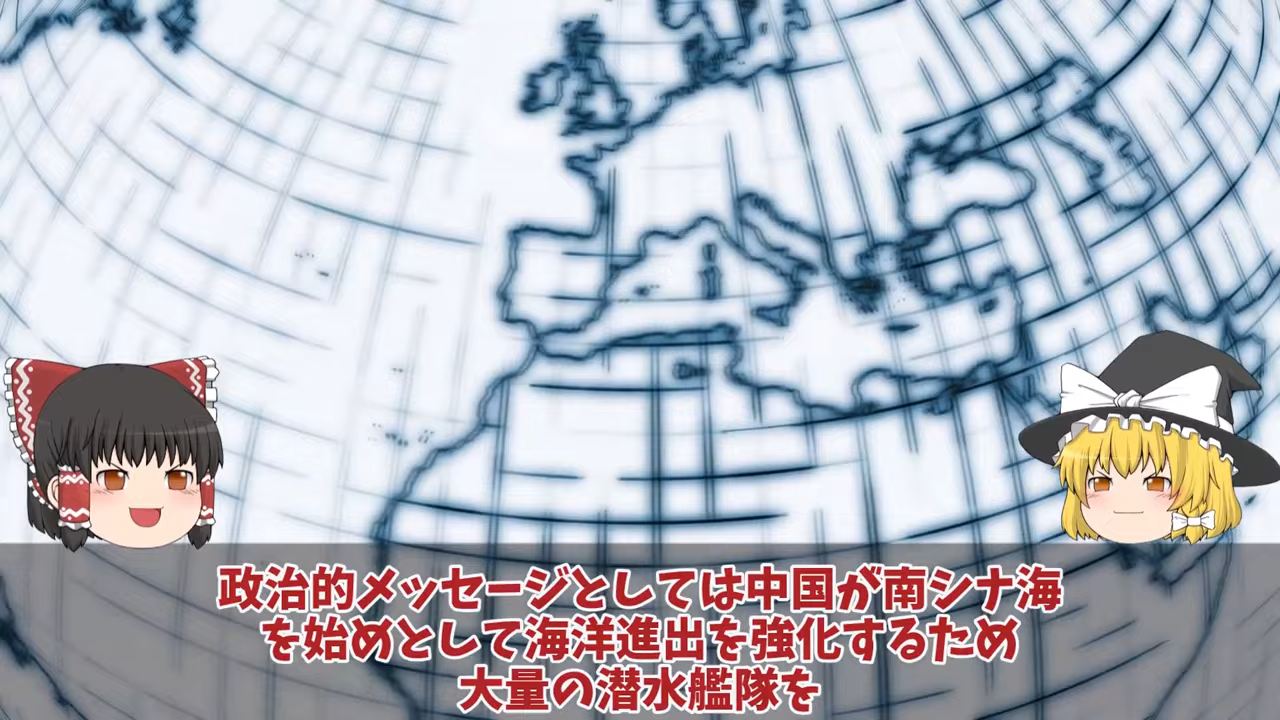 政治的メッセージとしては中国が南シナ海
を始めとして海洋進出を強化するため
大量の潜水艦隊を